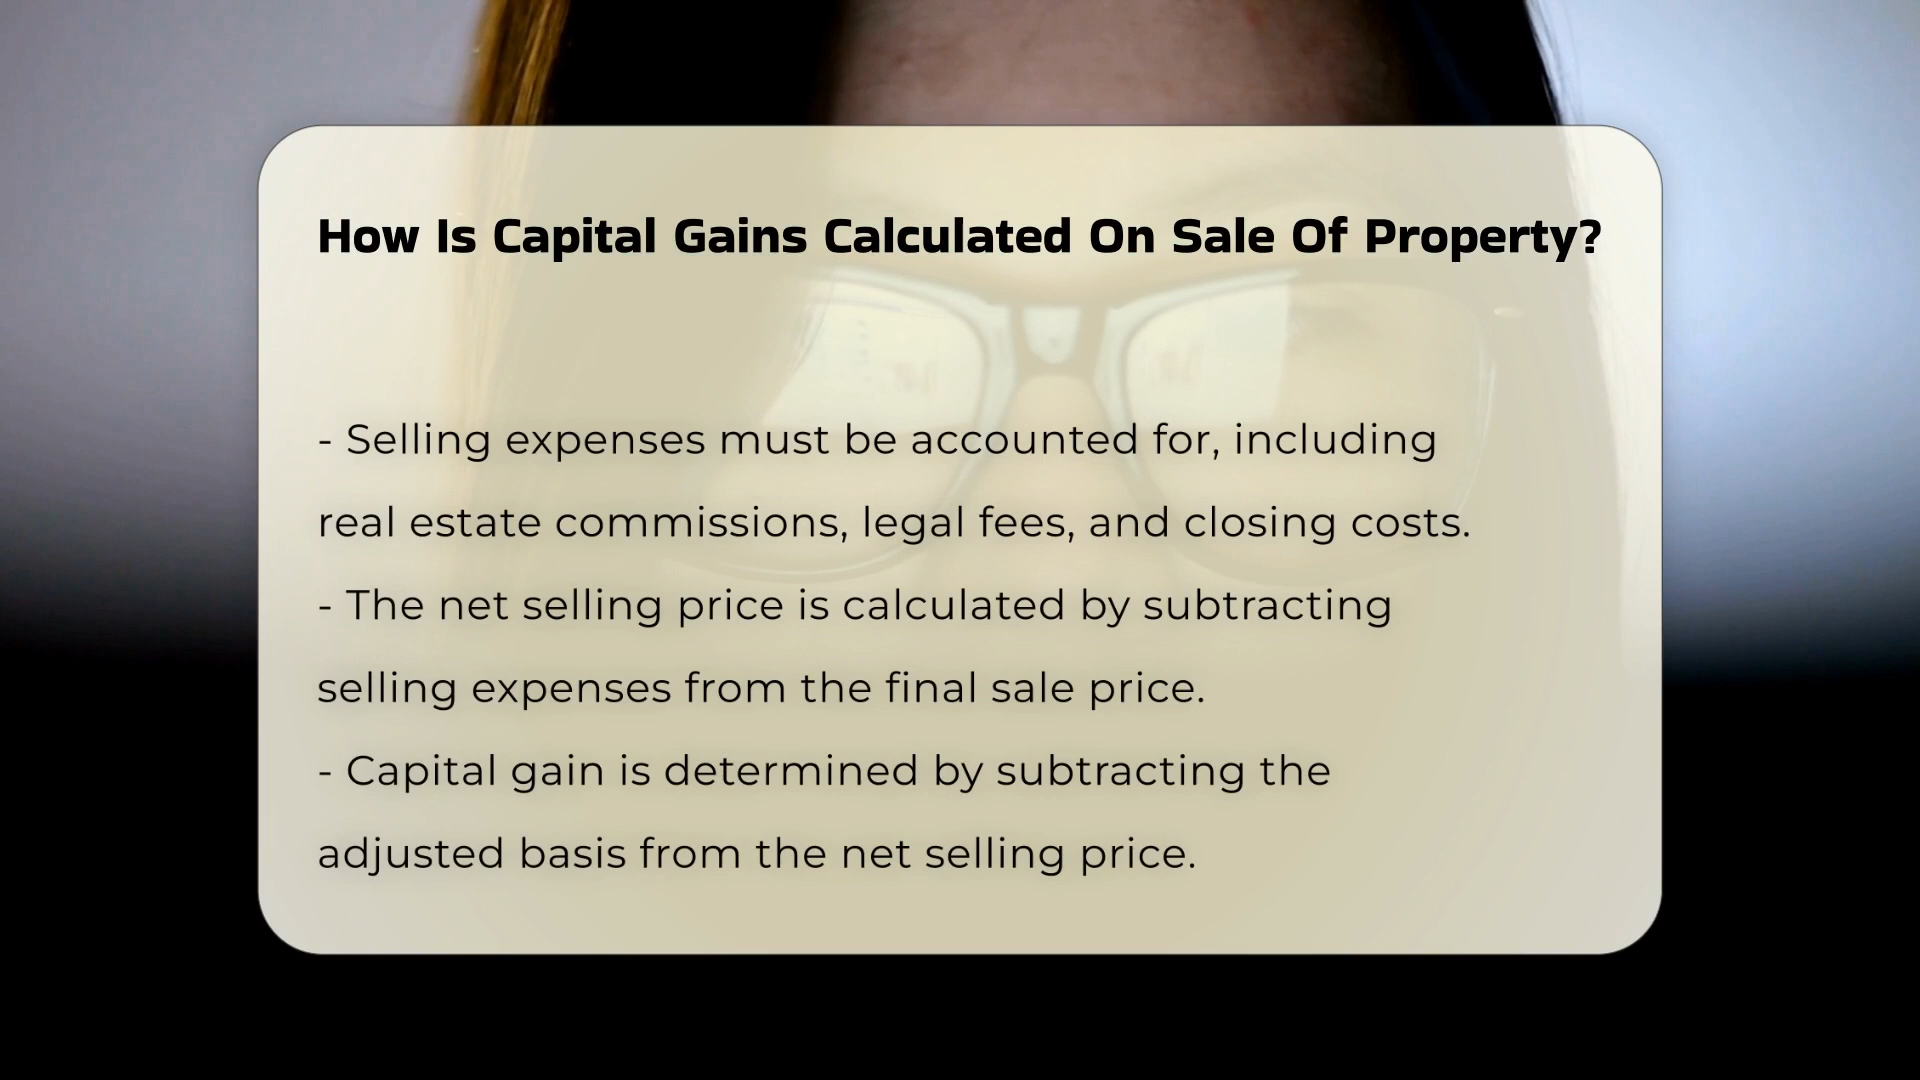 How Is Capital Gains Calculated On Sale Of Property?
- Selling expenses must be accounted for, including
real estate commissions, legal fees, and closing costs.
- The net selling price is calculated by subtracting
selling expenses from the final sale price.
- Capital gain is determined by subtracting the
adjusted basis from the net selling price.